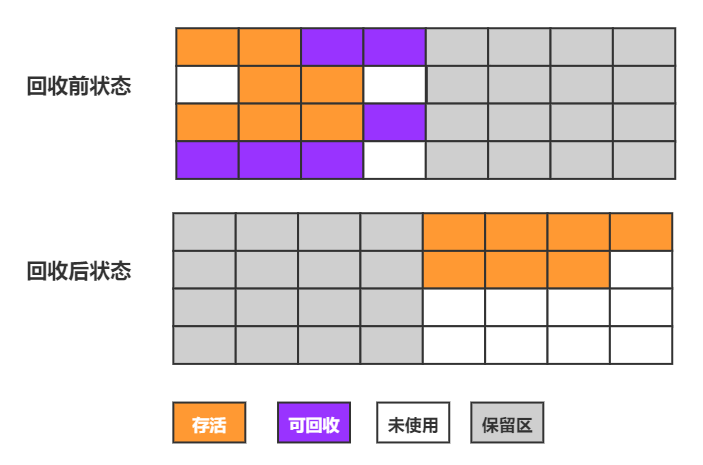 回收前状态
回收后状态
存活
可回收
未使用
保留区